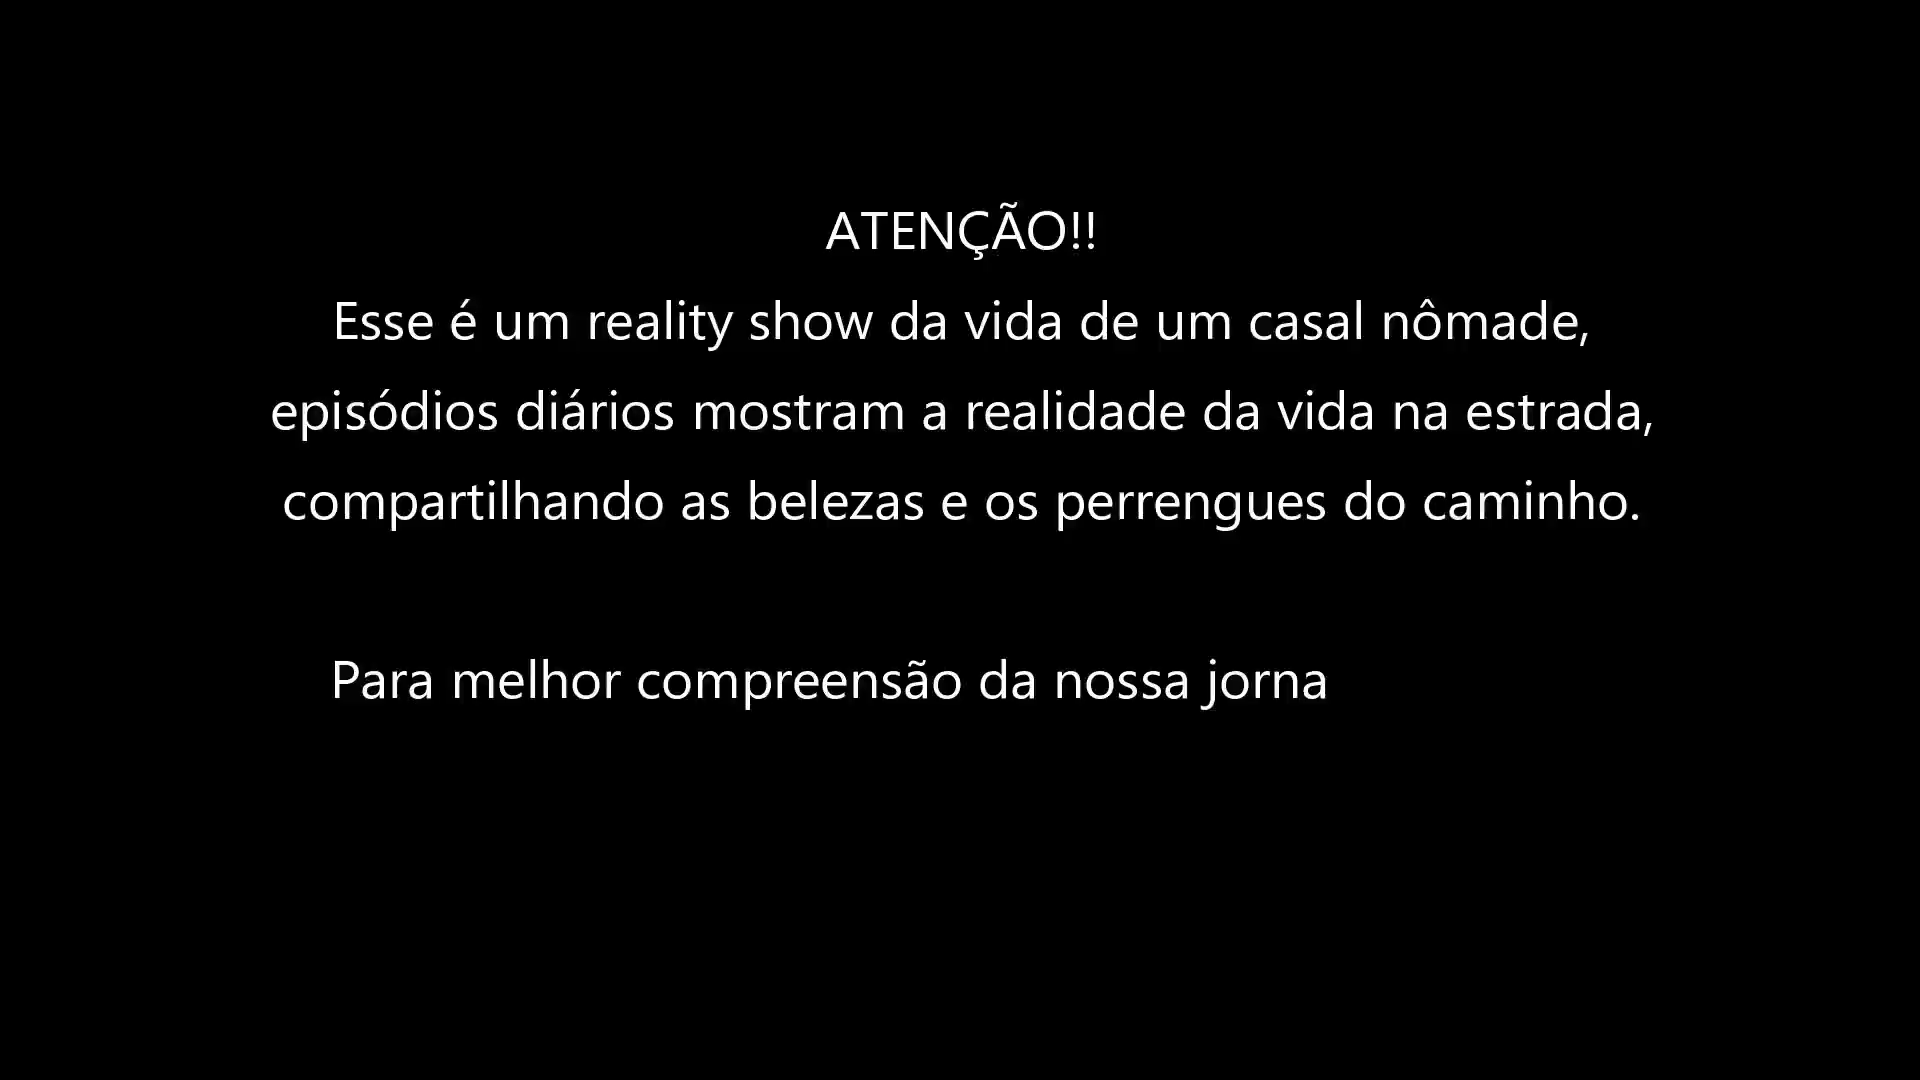 ATENÇÃO!!
Esse é um reality show da vida de um casal nômade,
episódios diários mostram a realidade da vida na estrada,
compartilhando as belezas e os perrengues do caminho.
Para melhor compreensão da nossa jorna